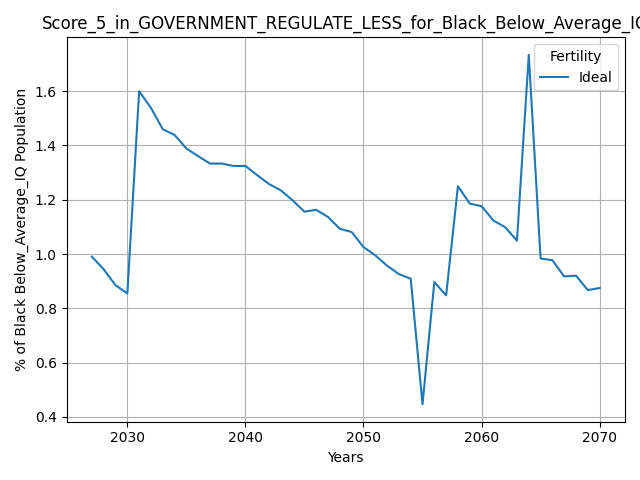 Score_5_in_GOVERNMENT_REGULATE_LESS_for_Black_Below_Average_IQ
Fertility
Ideal
% of Black Below_Average_IQ Population
1.6
1.4
1.2
1.0
0.8
0.6
0.4
2030
2040
2050
2060
2070
Years